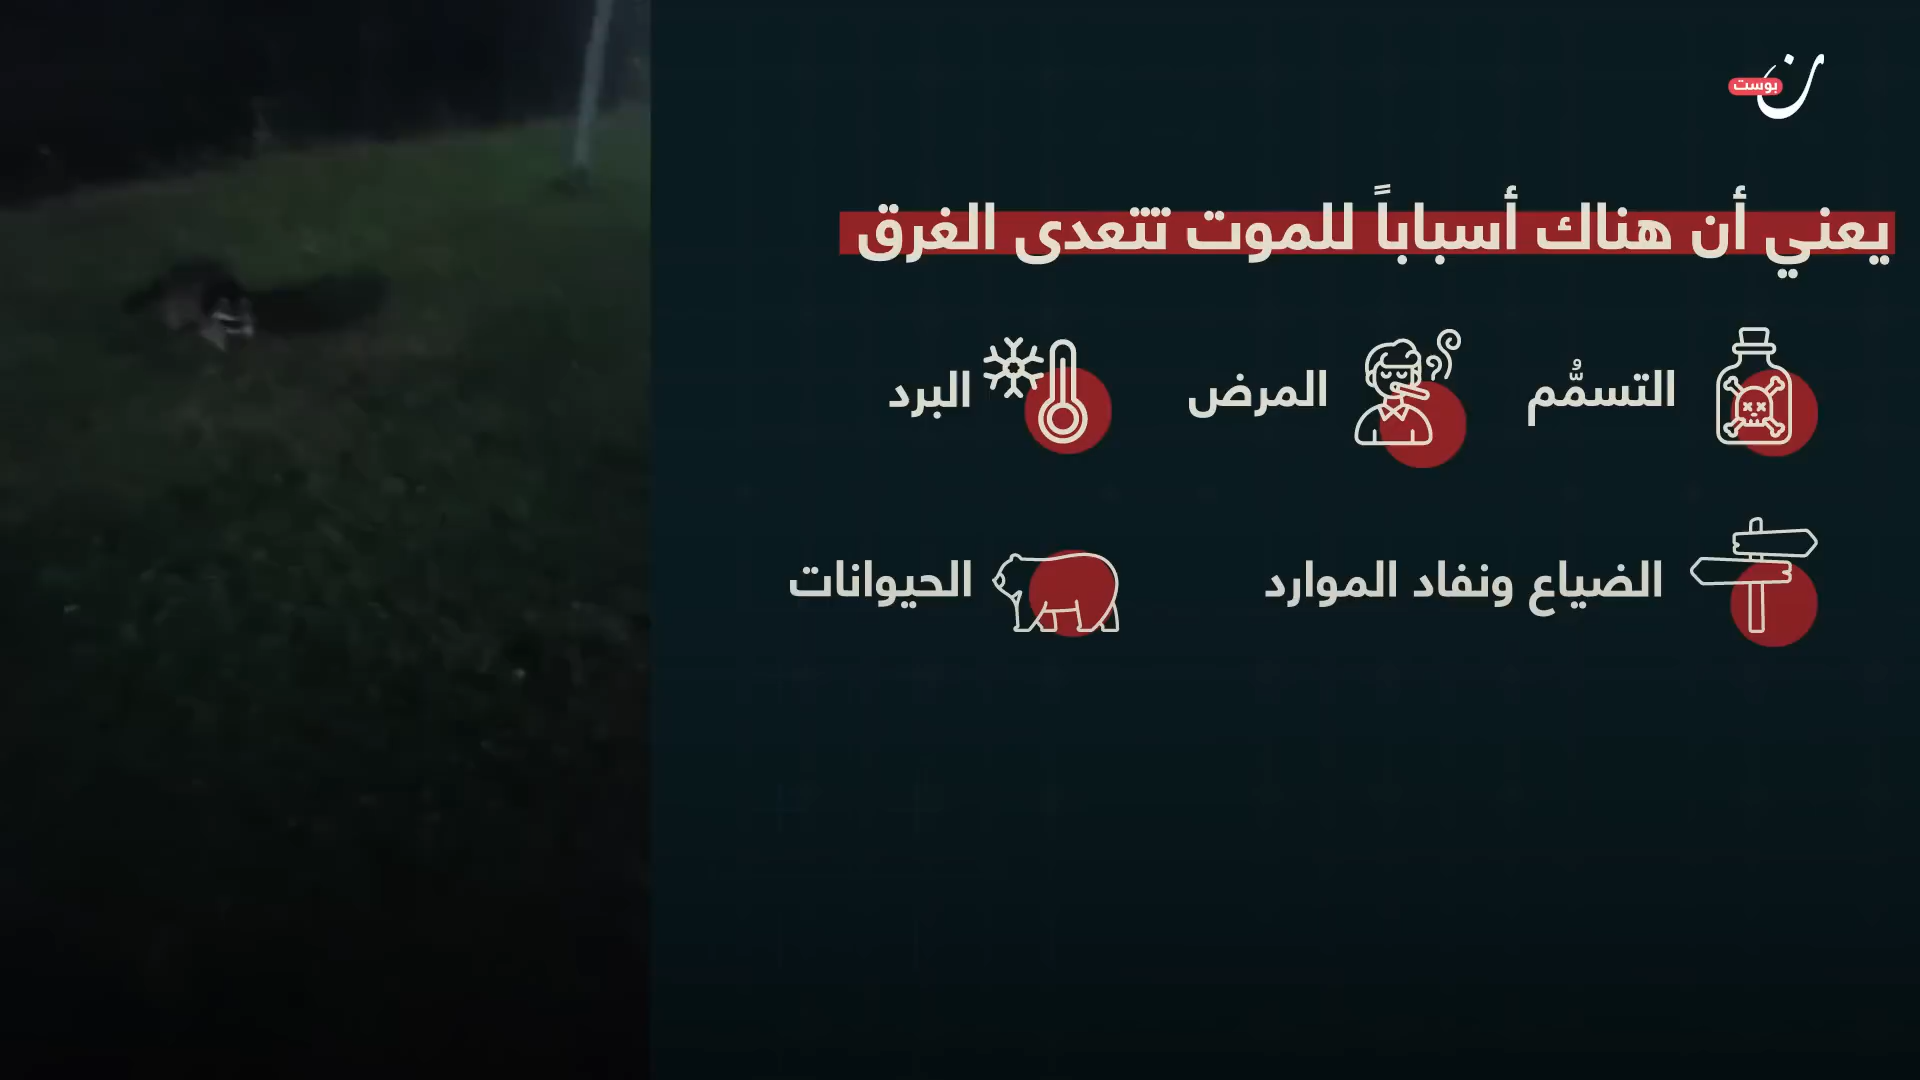 ن بوست
يعني أن هناك أسباباً للموت تتعدى الغرق
التسمُّم
المرض
البرد
الضياع ونفاد الموارد
الحيوانات